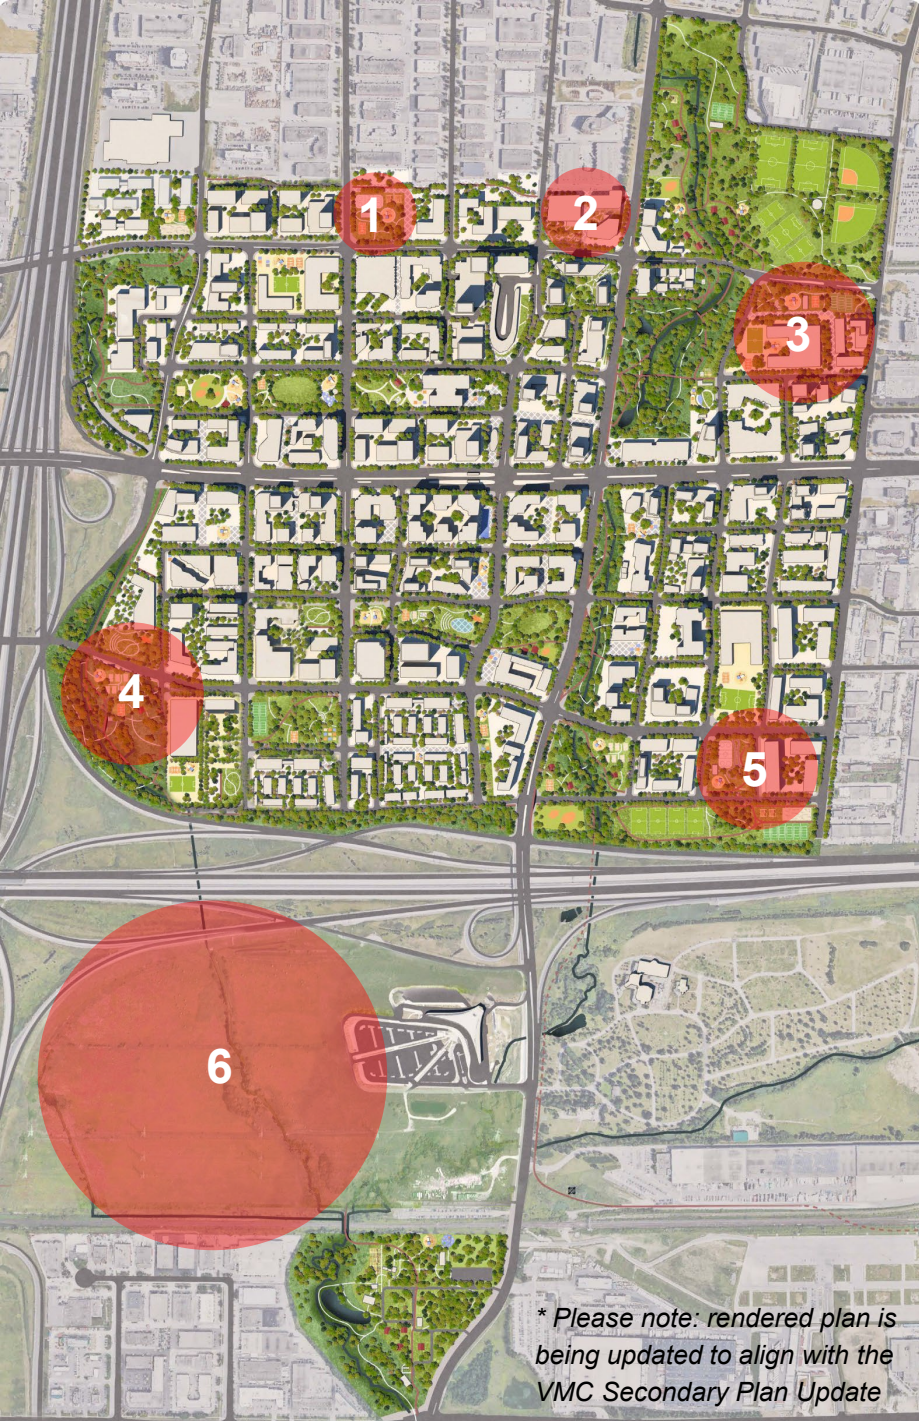 1
2
3
4
5
6
* Please note: rendered plan is
being updated to align with the
VMC Secondary Plan Update